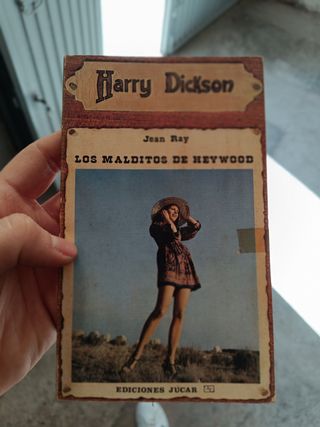 Harry Dickson
Jean Ray
LOS MALDITOS DE HEYWOOD
EDICIONES JUCAR